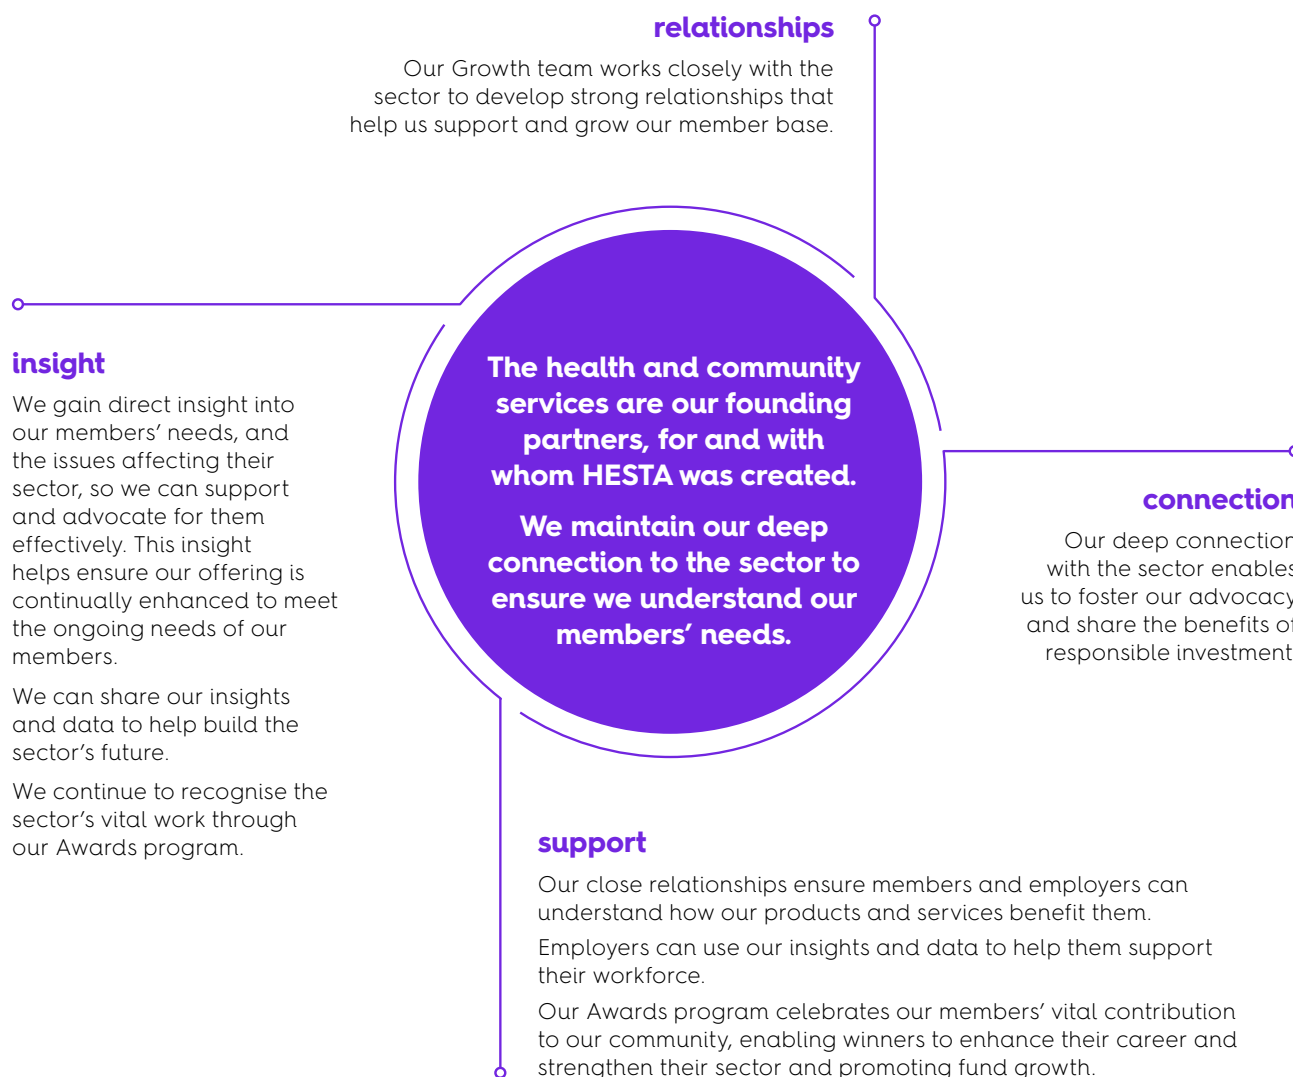 relationships
Our Growth team works closely with the
sector to develop strong relationships that
help us support and grow our member base.
insight
We gain direct insight into
our members’ needs, and
the issues affecting their
sector, so we can support
and advocate for them
effectively. This insight
helps ensure our offering is
continually enhanced to meet
the ongoing needs of our
members.
We can share our insights
and data to help build the
sector’s future.
We continue to recognise the
sector’s vital work through
our Awards program.
The health and community
services are our founding
partners, for and with
whom HESTA was created.
We maintain our deep
connection to the sector to
ensure we understand our
members’ needs.
connection
Our deep connection
with the sector enables
us to foster our advocacy
and share the benefits of
responsible investment
support
Our close relationships ensure members and employers can
understand how our products and services benefit them.
Employers can use our insights and data to help them support
their workforce.
Our Awards program celebrates our members’ vital contribution
to our community, enabling winners to enhance their career and
strengthen their sector and promoting fund growth.